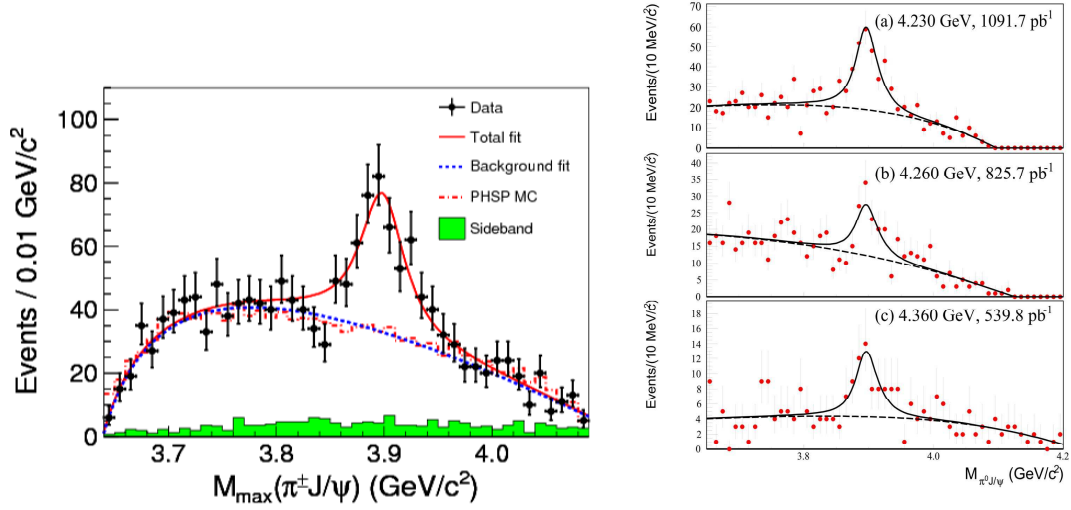 Events / 0.01 GeV/c²
100
80
60
40
20
0
Data
Total fit
Background fit
PHSP MC
Sideband
3.7 3.8 3.9 4.0
M_max(π±J/ψ) (GeV/c²)
Events/(10 MeV/c²)
70
60
50
40
30
20
10
0
(a) 4.230 GeV, 1091.7 pb⁻¹
Events/(10 MeV/c²)
40
35
30
25
20
15
10
5
0
(b) 4.260 GeV, 825.7 pb⁻¹
Events/(10 MeV/c²)
18
16
14
12
10
8
6
4
2
0
(c) 4.360 GeV, 539.8 pb⁻¹
3.8 4.0 4.2
M_π⁰J/ψ (GeV/c²)